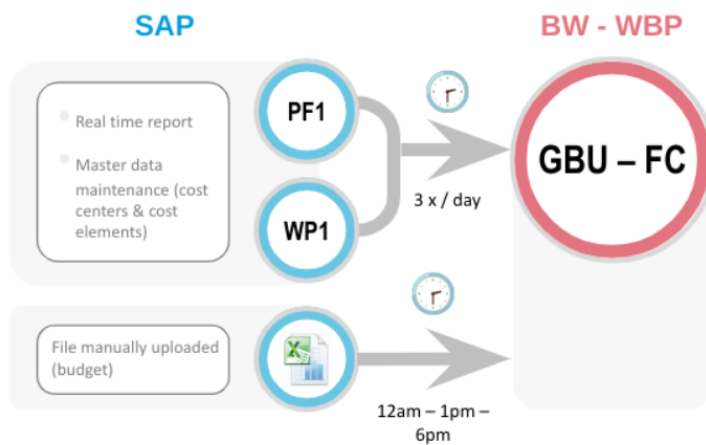 SAP
BW - WBP
Real time report
Master data
maintenance (cost
centers & cost
elements)
PF1
WP1
3 x / day
GBU – FC
File manually uploaded
(budget)
12am – 1pm –
6pm